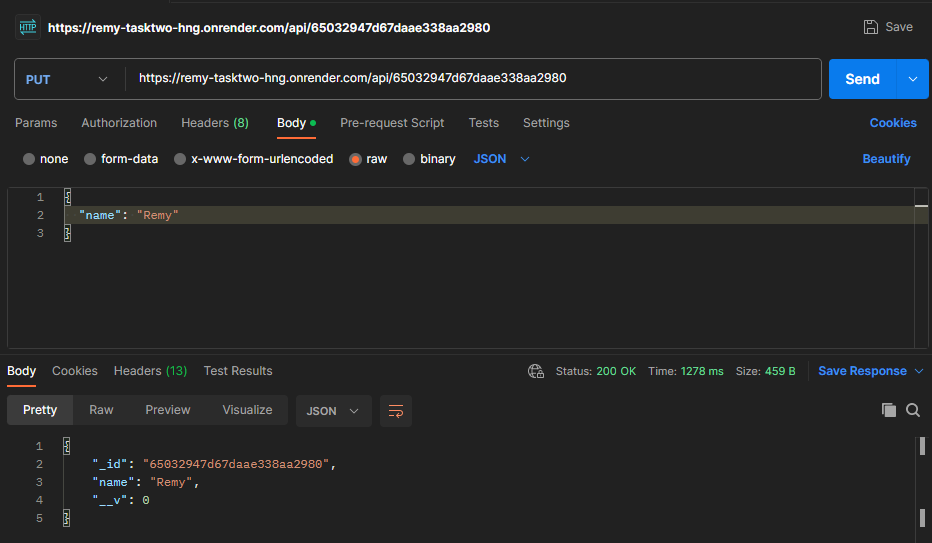 HTTP https://remy-tasktwo-hng.onrender.com/api/65032947d67daae338aa2980 Save
PUT https://remy-tasktwo-hng.onrender.com/api/65032947d67daae338aa2980 Send
Params Authorization Headers (8) Body Pre-request Script Tests Settings Cookies
none form-data x-www-form-urlencoded raw binary JSON Beautify
1 {
2 "name": "Remy"
3 }
Body Cookies Headers (13) Test Results Status: 200 OK Time: 1278 ms Size: 459 B Save Response
Pretty Raw Preview Visualize JSON
1 {
2 "_id": "65032947d67daae338aa2980",
3 "name": "Remy",
4 "__v": 0
5 }